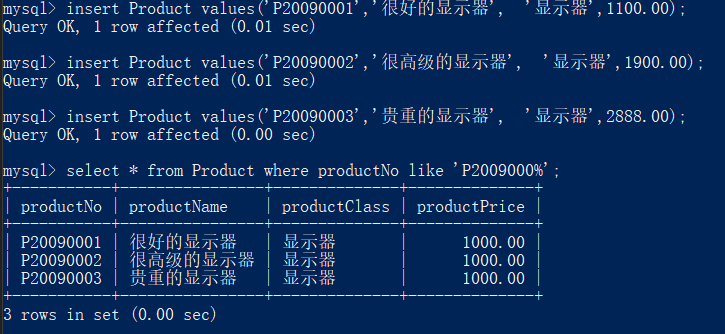 mysql> insert Product values('P20090001','很好的显示器',  '显示器',1100.00);
Query OK, 1 row affected (0.01 sec)
mysql> insert Product values('P20090002','很高级的显示器',  '显示器',1900.00);
Query OK, 1 row affected (0.01 sec)
mysql> insert Product values('P20090003','贵重的显示器',  '显示器',2888.00);
Query OK, 1 row affected (0.00 sec)
mysql> select * from Product where productNo like 'P2009000%';
+-----------+----------------+--------------+--------------+
| productNo | productName    | productClass | productPrice |
+-----------+----------------+--------------+--------------+
| P20090001 | 很好的显示器   | 显示器       |      1000.00 |
| P20090002 | 很高级的显示器 | 显示器       |      1000.00 |
| P20090003 | 贵重的显示器   | 显示器       |      1000.00 |
+-----------+----------------+--------------+--------------+
3 rows in set (0.00 sec)